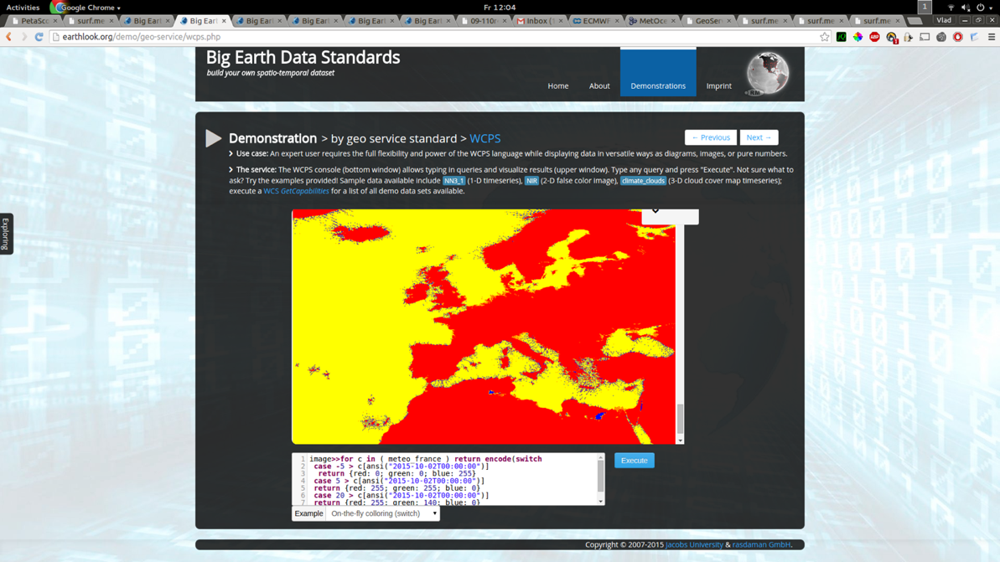 Activities
Google Chrome ▾
Fr 12:04
1
PetaSco
surf.me
Big Eart
Big Eart
Big Eart
Big Eart
Big Eart
Big Eart
09-110r
Inbox (1
ECMWF
MetOce
GeoServ
surf.me
surf.me
surf.me
Vlad
earthlook.org/demo/geo-service/wcps.php
Big Earth Data Standards
build your own spatio-temporal dataset
Home
About
Demonstrations
Imprint
Demonstration > by geo service standard > WCPS
← Previous
Next →
Use case: An expert user requires the full flexibility and power of the WCPS language while displaying data in versatile ways as diagrams, images, or pure numbers.
The service: The WCPS console (bottom window) allows typing in queries and visualize results (upper window). Type any query and press "Execute". Not sure what to
ask? Try the examples provided! Sample data available include NN3_1 (1-D timeseries), NIR (2-D false color image), climate_clouds (3-D cloud cover map timeseries);
execute a WCS GetCapabilities for a list of all demo data sets available.
Exploring
1 image>>for c in ( meteo_france ) return encode(switch
2 case -5 > c[ansi("2015-10-02T00:00:00")]
3 return {red: 0; green: 0; blue: 255}
4 case 5 > c[ansi("2015-10-02T00:00:00")]
5 return {red: 255; green: 255; blue: 0}
6 case 20 > c[ansi("2015-10-02T00:00:00")]
7 return {red: 255; green: 140; blue: 0}
Execute
Example
On-the-fly colloring (switch)
Copyright © 2007-2015 Jacobs University & rasdaman GmbH.